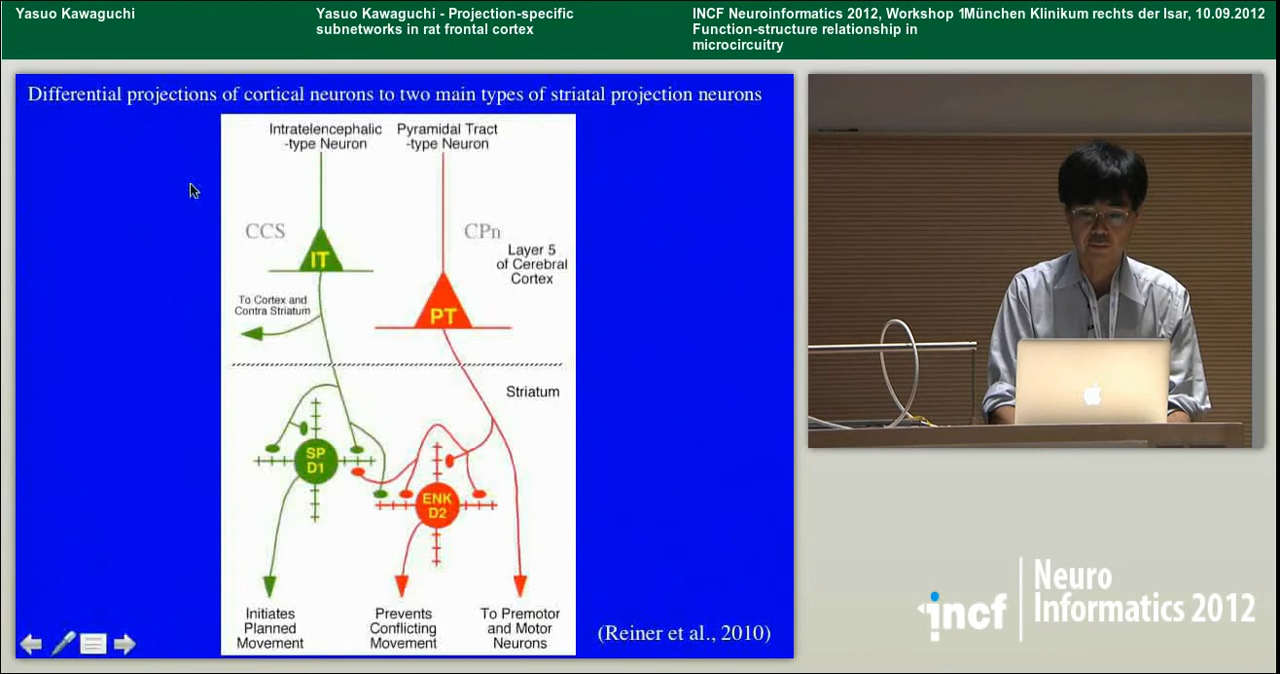 Yasuo Kawaguchi
Yasuo Kawaguchi - Projection-specific
subnetworks in rat frontal cortex
INCF Neuroinformatics 2012, Workshop 1München Klinikum rechts der Isar, 10.09.2012
Function-structure relationship in
microcircuitry
Differential projections of cortical neurons to two main types of striatal projection neurons
Intratelencephalic
-type Neuron
Pyramidal Tract
-type Neuron
CCS
CPn
Layer 5
of Cerebral
Cortex
IT
To Cortex and
Contra Striatum
PT
Striatum
SP
D1
ENK
D2
Initiates
Planned
Movement
Prevents
Conflicting
Movement
To Premotor
and Motor
Neurons
(Reiner et al., 2010)
incf
Neuro
Informatics 2012